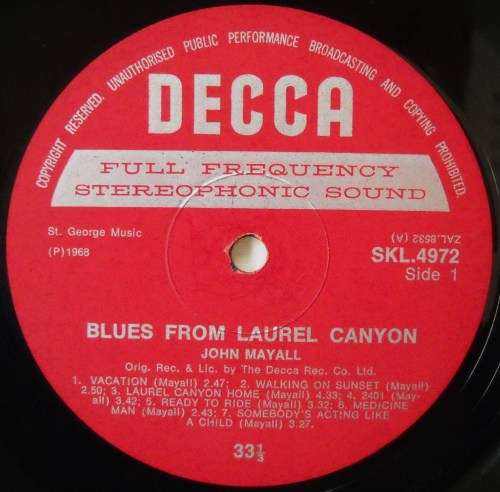 COPYRIGHT RESERVED. UNAUTHORISED PUBLIC PERFORMANCE BROADCASTING AND COPYING PROHIBITED.
DECCA
FULL FREQUENCY
STEREOPHONIC SOUND
St. George Music
(P)1968
ZAL.8532 (A)
SKL.4972
Side 1
BLUES FROM LAUREL CANYON
JOHN MAYALL
Orig. Rec. & Lic. by The Decca Rec. Co. Ltd.
1. VACATION (Mayall) 2.47; 2. WALKING ON SUNSET (Mayall)
2.50; 3. LAUREL CANYON HOME (Mayall) 4.33; 4. 2401 (May-
all) 3.42; 5. READY TO RIDE (Mayall) 3.32; 6. MEDICINE
MAN (Mayall) 2.43; 7. SOMEBODY'S ACTING LIKE
A CHILD (Mayall) 3.27.
33⅓